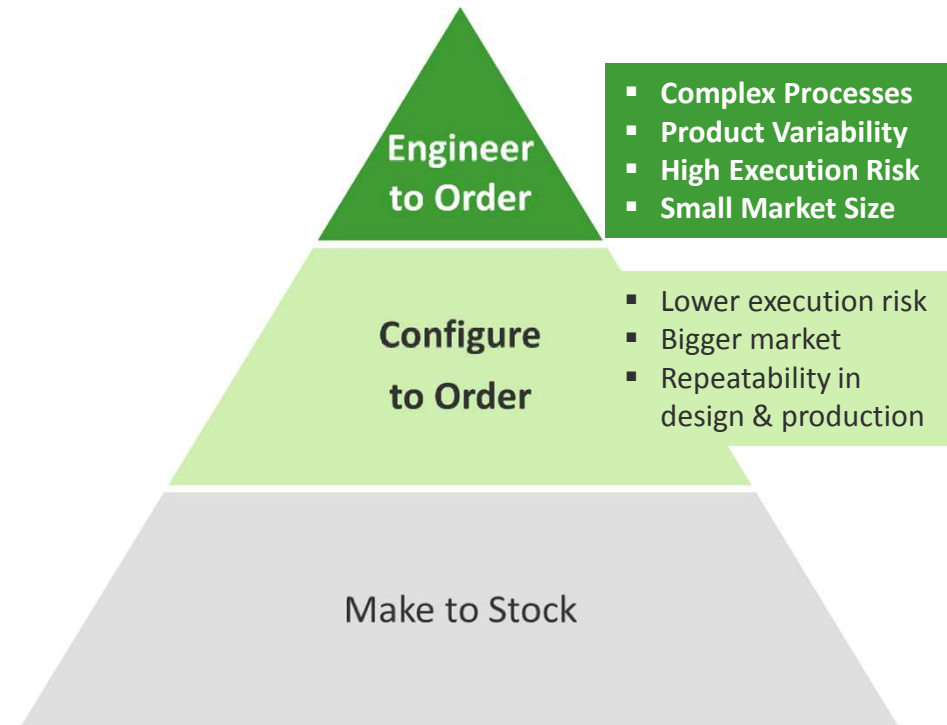 Engineer
to Order
▪ Complex Processes
▪ Product Variability
▪ High Execution Risk
▪ Small Market Size
Configure
to Order
▪ Lower execution risk
▪ Bigger market
▪ Repeatability in
design & production
Make to Stock